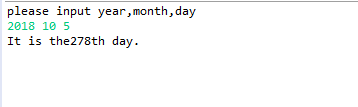 please input year,month,day
2018 10 5
It is the278th day.